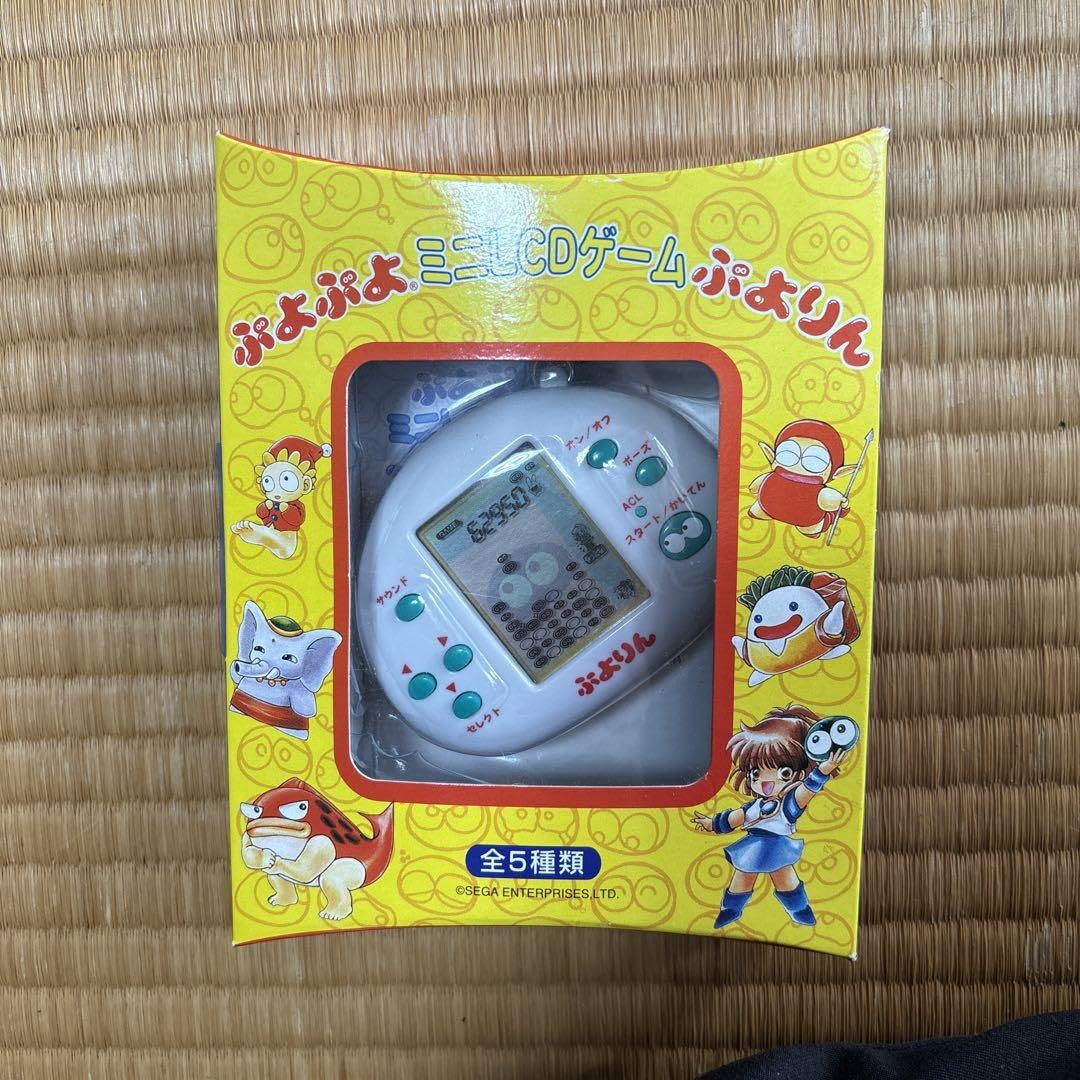 ぷよぷよ® ミニLCDゲーム ぷよりん
オン/オフ
ポーズ
ACL
スタート/かいてん
62950
サウンド
セレクト
ぷよりん
全5種類
©SEGA ENTERPRISES,LTD.